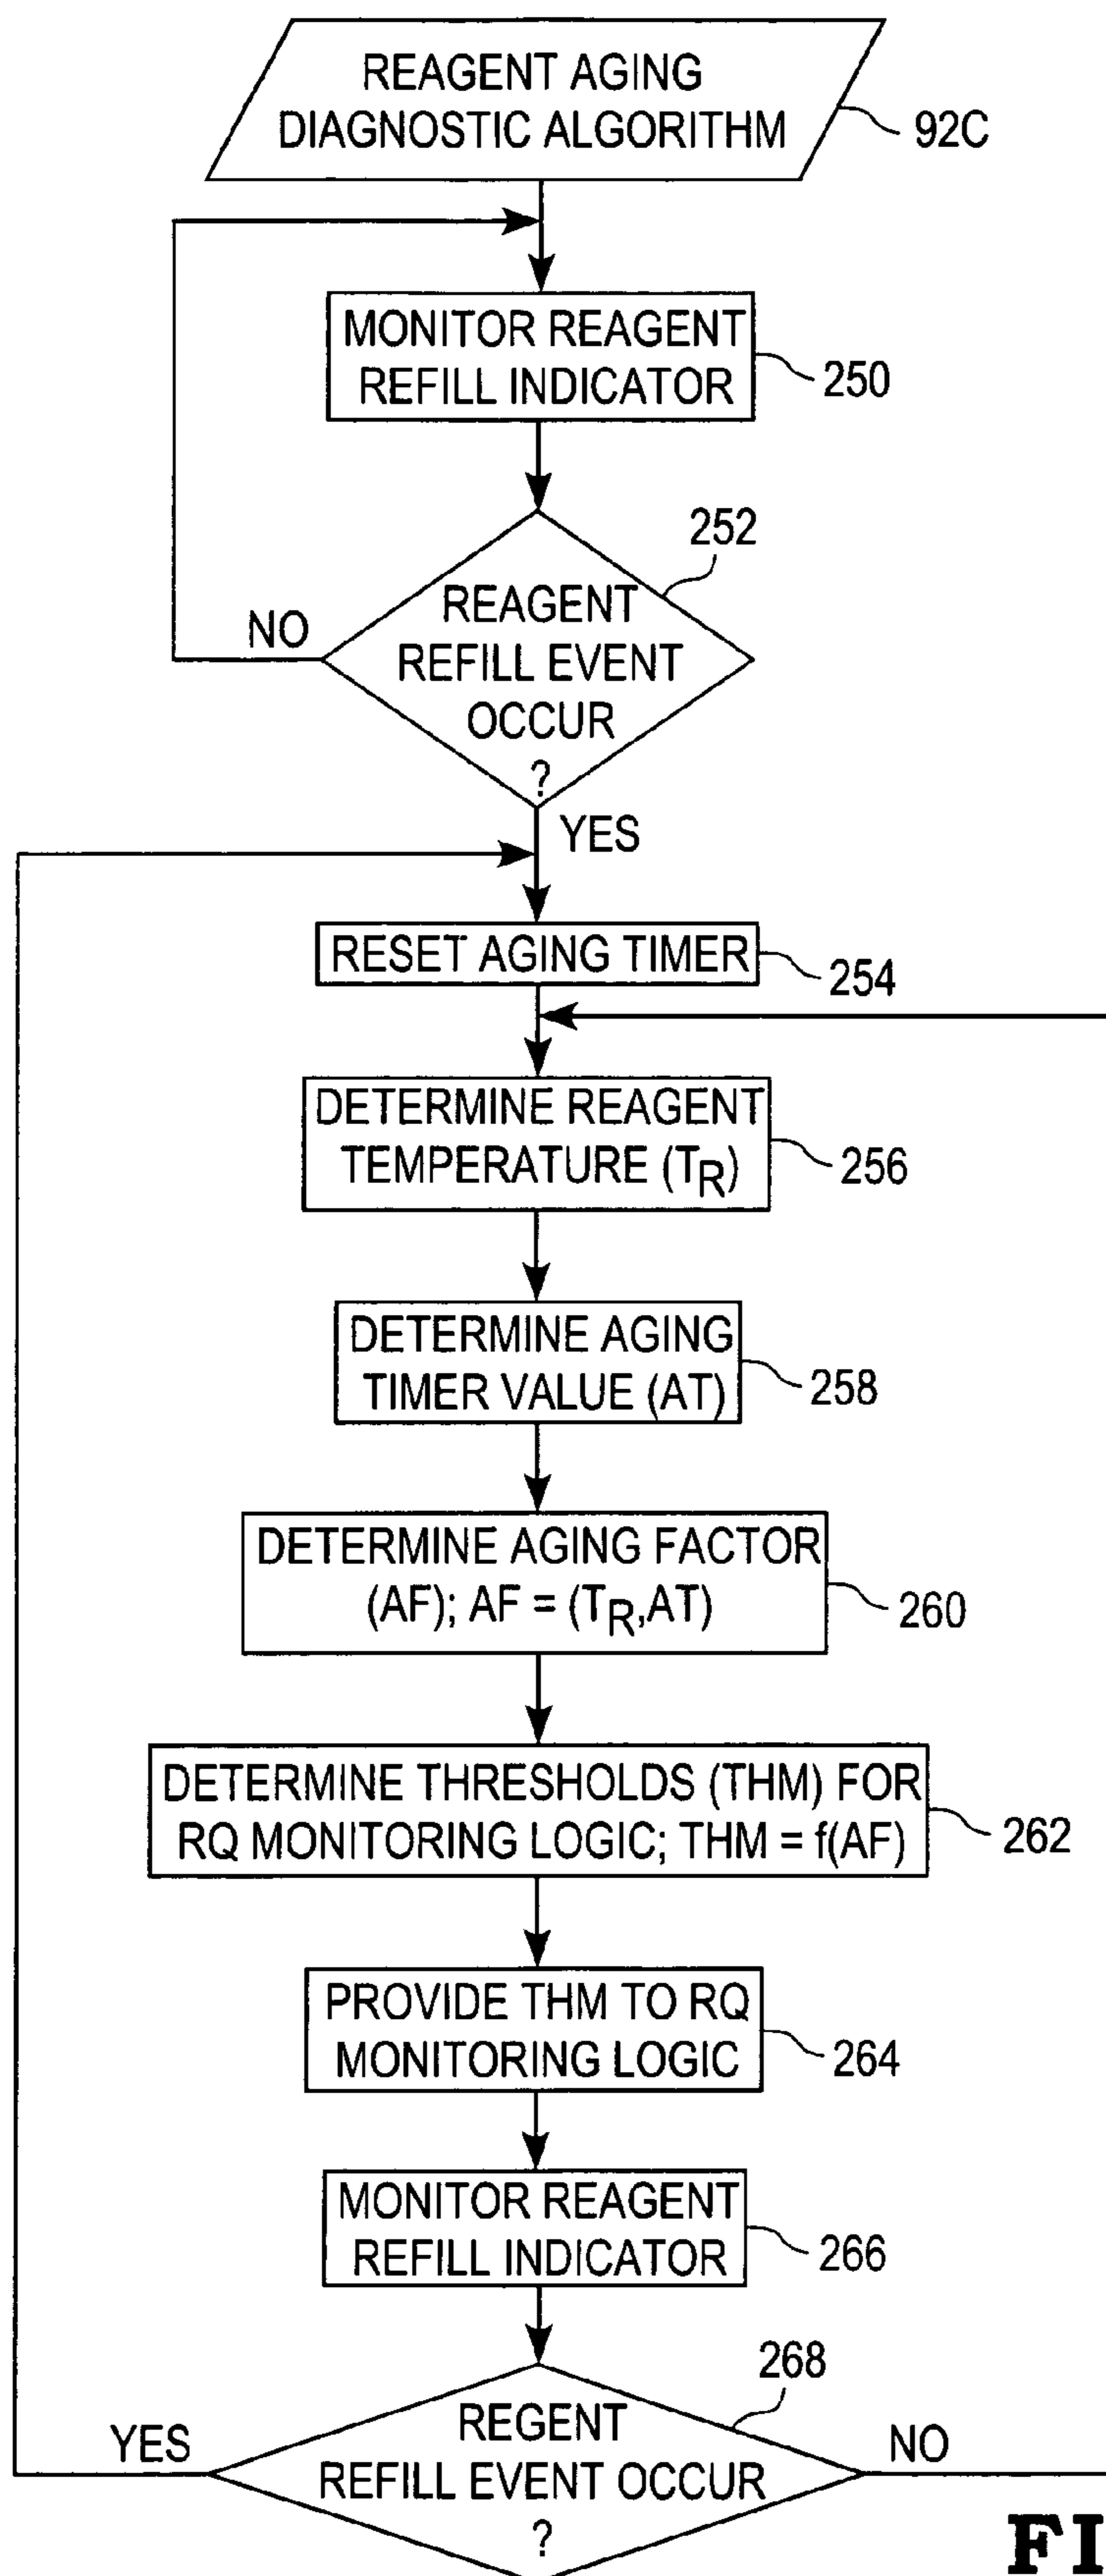 REAGENT AGING
DIAGNOSTIC ALGORITHM
92C
MONITOR REAGENT
REFILL INDICATOR
250
252
REAGENT
REFILL EVENT
OCCUR
?
NO
YES
RESET AGING TIMER
254
DETERMINE REAGENT
TEMPERATURE (TR)
256
DETERMINE AGING
TIMER VALUE (AT)
258
DETERMINE AGING FACTOR
(AF); AF = (TR,AT)
260
DETERMINE THRESHOLDS (THM) FOR
RQ MONITORING LOGIC; THM = f(AF)
262
PROVIDE THM TO RQ
MONITORING LOGIC
264
MONITOR REAGENT
REFILL INDICATOR
266
268
REGENT
REFILL EVENT OCCUR
?
YES
NO
FI